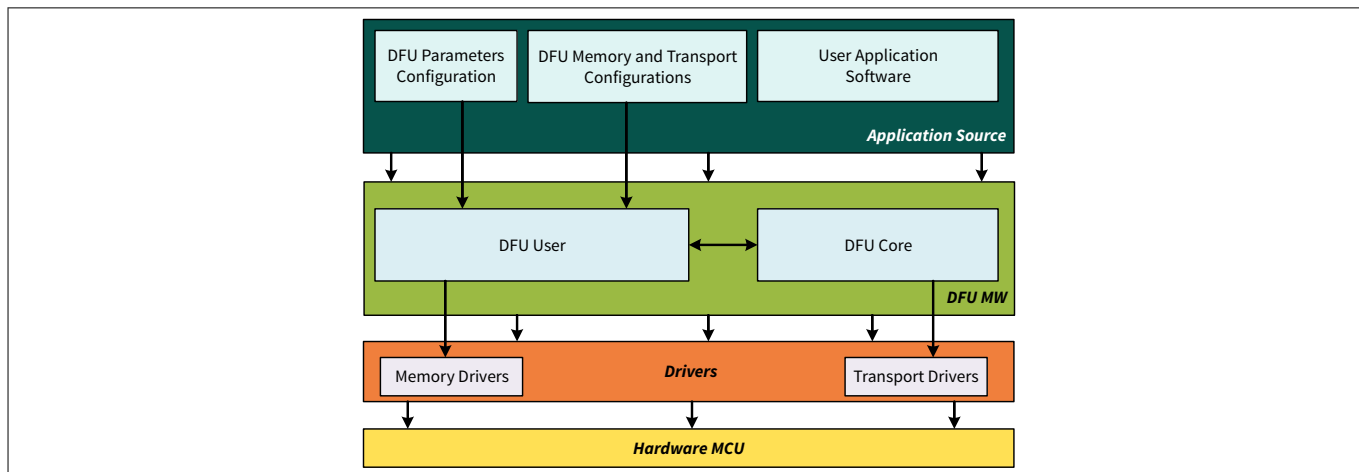 DFU Parameters
Configuration
DFU Memory and Transport
Configurations
User Application
Software
Application Source
DFU User
DFU Core
DFU MW
Memory Drivers
Drivers
Transport Drivers
Hardware MCU